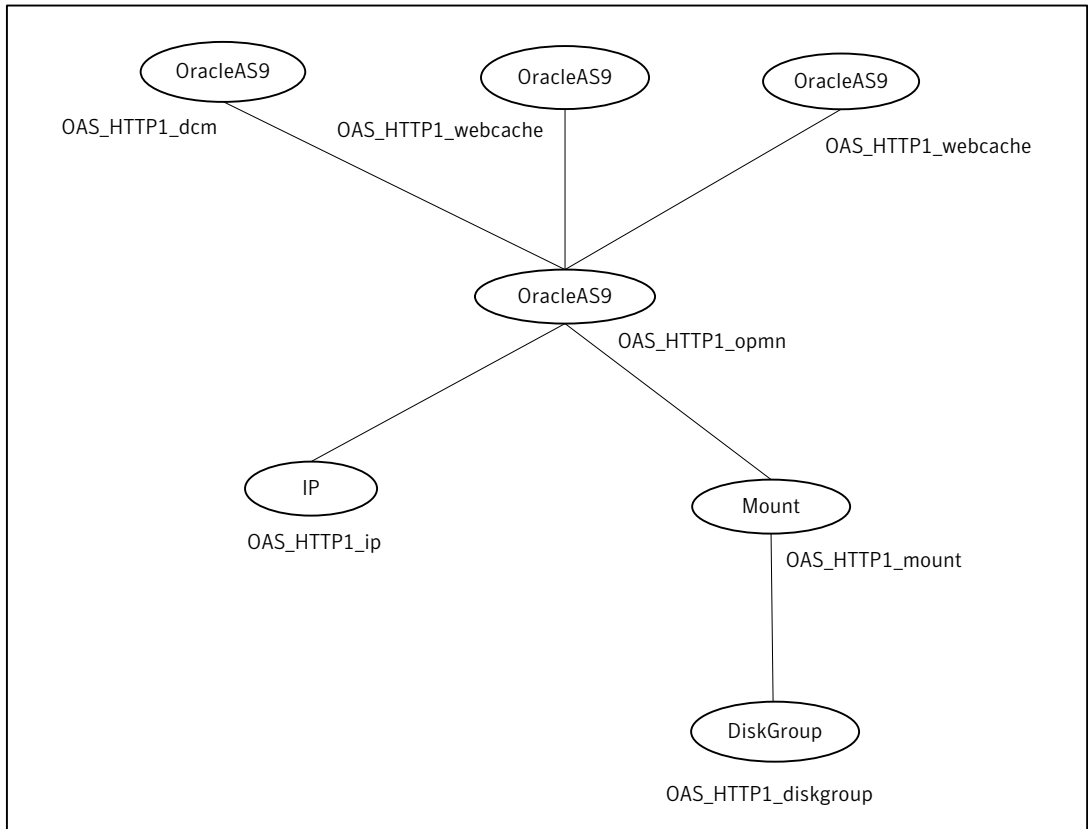 OracleAS9
OracleAS9
OracleAS9
OAS_HTTP1_dcm
OAS_HTTP1_webcache
OAS_HTTP1_webcache
OracleAS9
OAS_HTTP1_opmn
IP
Mount
OAS_HTTP1_ip
OAS_HTTP1_mount
DiskGroup
OAS_HTTP1_diskgroup